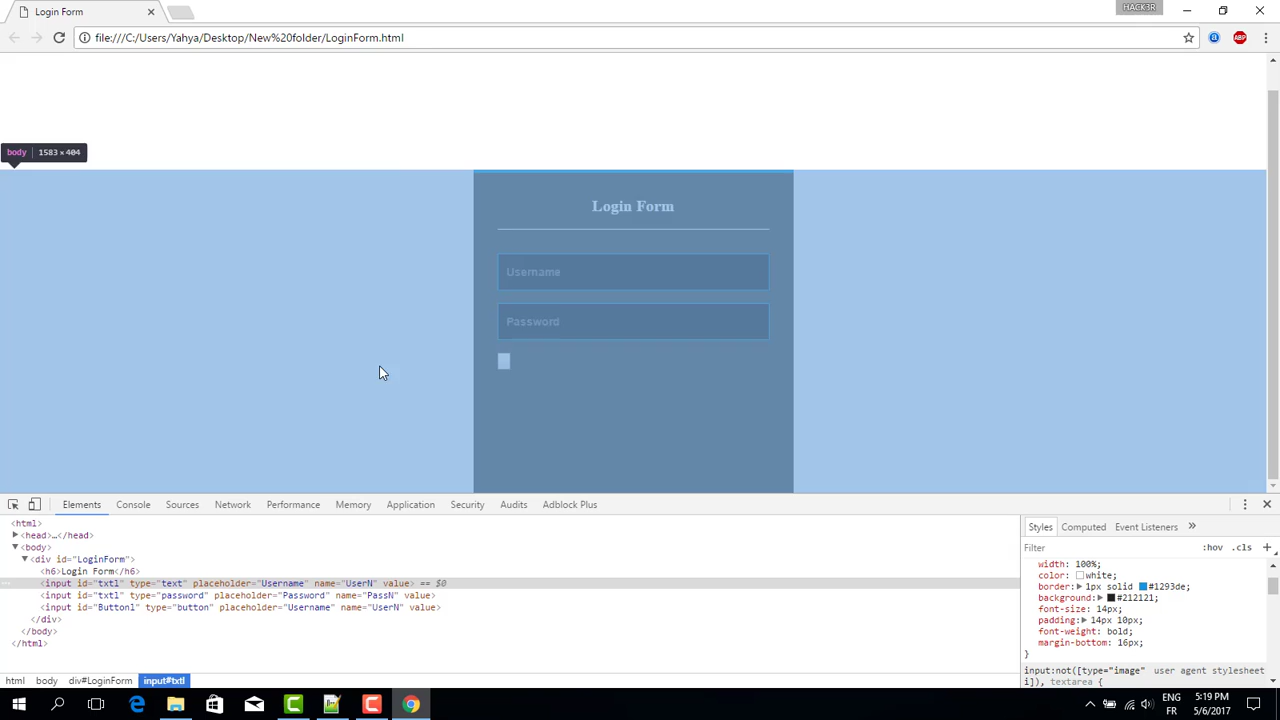 Login Form
HACK3R
file:///C:/Users/Yahya/Desktop/New%20folder/LoginForm.html
ABP
body 1583 × 404
Login Form
Username
Password
Elements Console Sources Network Performance Memory Application Security Audits Adblock Plus
<html>
<head>…</head>
<body>
<div id="LoginForm">
<h6>Login Form</h6>
<input id="txt1" type="text" placeholder="Username" name="UserN" value> == $0
<input id="txt1" type="password" placeholder="Password" name="PassN" value>
<input id="Button1" type="button" placeholder="Username" name="UserN" value>
</div>
</body>
</html>
html body div#LoginForm input#txt1
Styles Computed Event Listeners »
Filter :hov .cls +
width: 100%;
color: white;
border: 1px solid #1293de;
background: #212121;
font-size: 14px;
padding: 14px 10px;
font-weight: bold;
margin-bottom: 16px;
}
input:not([type="image" user agent stylesheet
i]), textarea {
ENG
FR
5:19 PM
5/6/2017